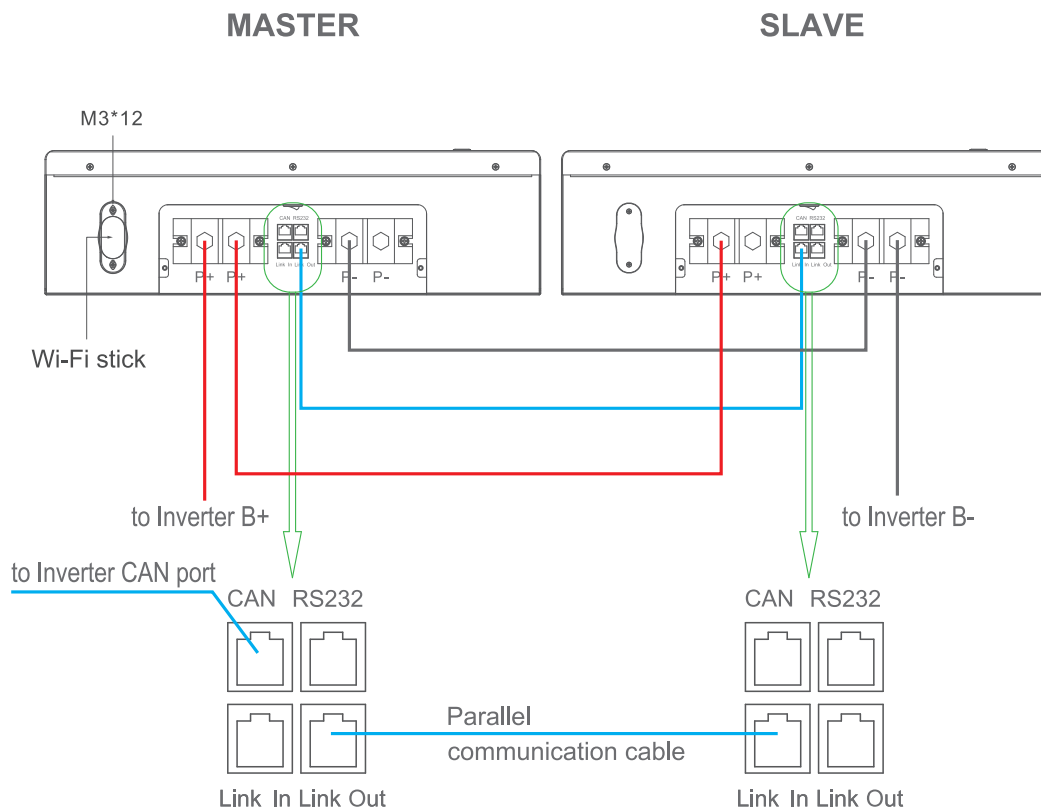 MASTER
SLAVE
M3*12
CAN RS232
Link In Link Out
P+ P+
P- P-
CAN RS232
Link In Link Out
P+ P+
P- P-
Wi-Fi stick
to Inverter B+
to Inverter B-
to Inverter CAN port
CAN RS232
CAN RS232
Parallel
communication cable
Link In Link Out
Link In Link Out